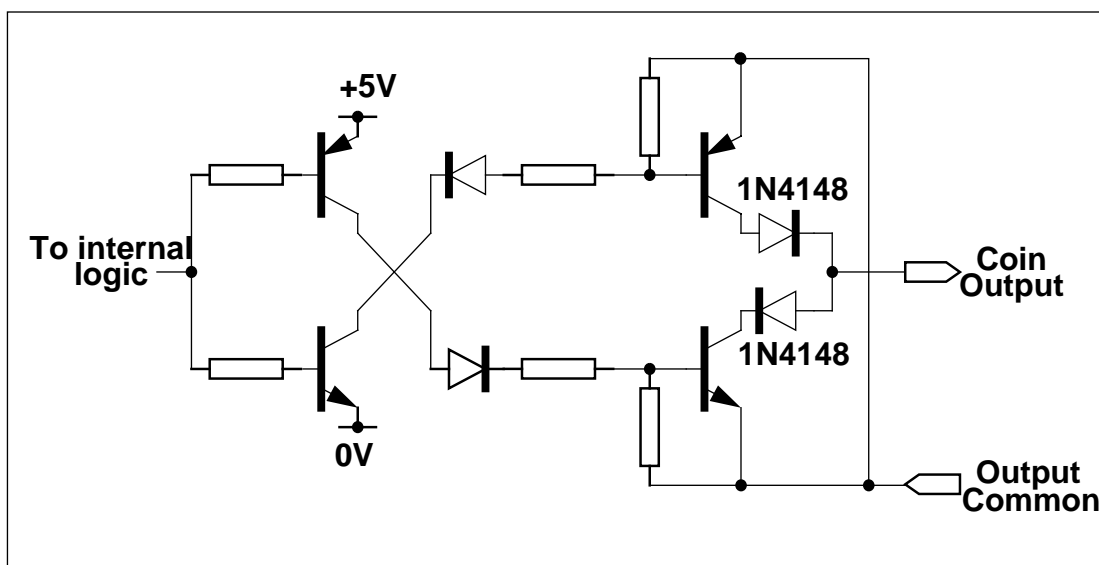 +5V
1N4148
To internal
logic
Coin
Output
1N4148
0V
Output
Common